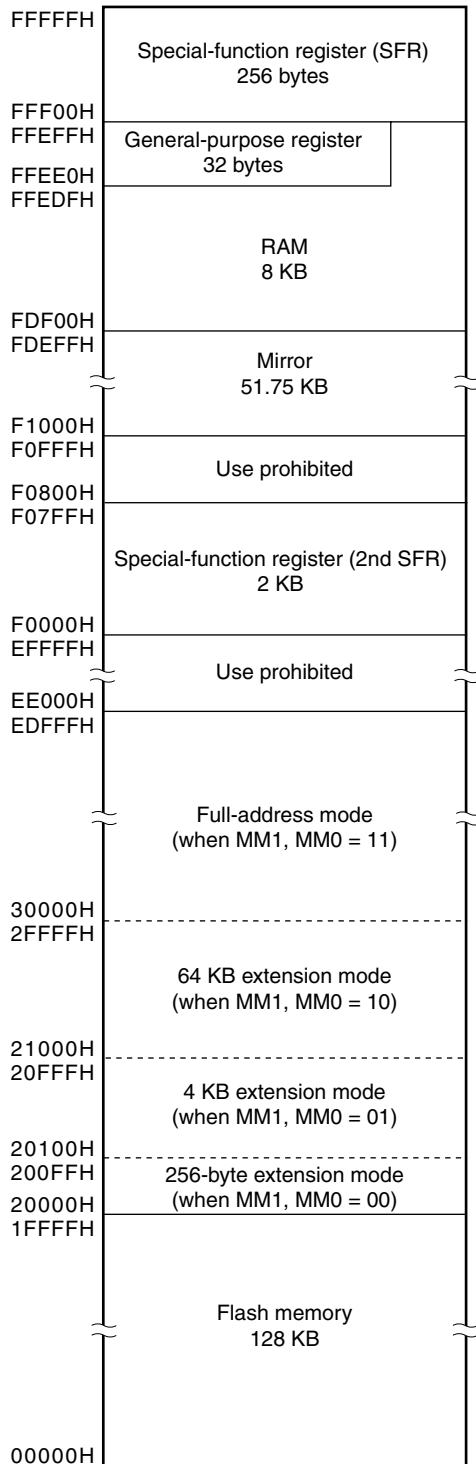 FFFFFH
Special-function register (SFR)
256 bytes
FFF00H
FFEFFH
General-purpose register
32 bytes
FFEE0H
FFEDFH
RAM
8 KB
FDF00H
FDEFFH
Mirror
51.75 KB
F1000H
F0FFFH
Use prohibited
F0800H
F07FFH
Special-function register (2nd SFR)
2 KB
F0000H
EFFFFH
Use prohibited
EE000H
EDFFFH
Full-address mode
(when MM1, MM0 = 11)
30000H
2FFFFH
64 KB extension mode
(when MM1, MM0 = 10)
21000H
20FFFH
4 KB extension mode
(when MM1, MM0 = 01)
20100H
200FFH
256-byte extension mode
(when MM1, MM0 = 00)
20000H
1FFFFH
Flash memory
128 KB
00000H